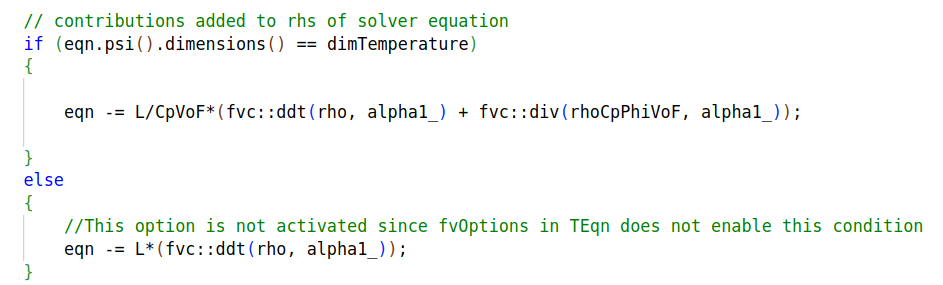 // contributions added to rhs of solver equation
if (eqn.psi().dimensions() == dimTemperature)
{
eqn -= L/CpVoF*(fvc::ddt(rho, alpha1_) + fvc::div(rhoCpPhiVoF, alpha1_));
}
else
{
//This option is not activated since fvOptions in TEqn does not enable this condition
eqn -= L*(fvc::ddt(rho, alpha1_));
}